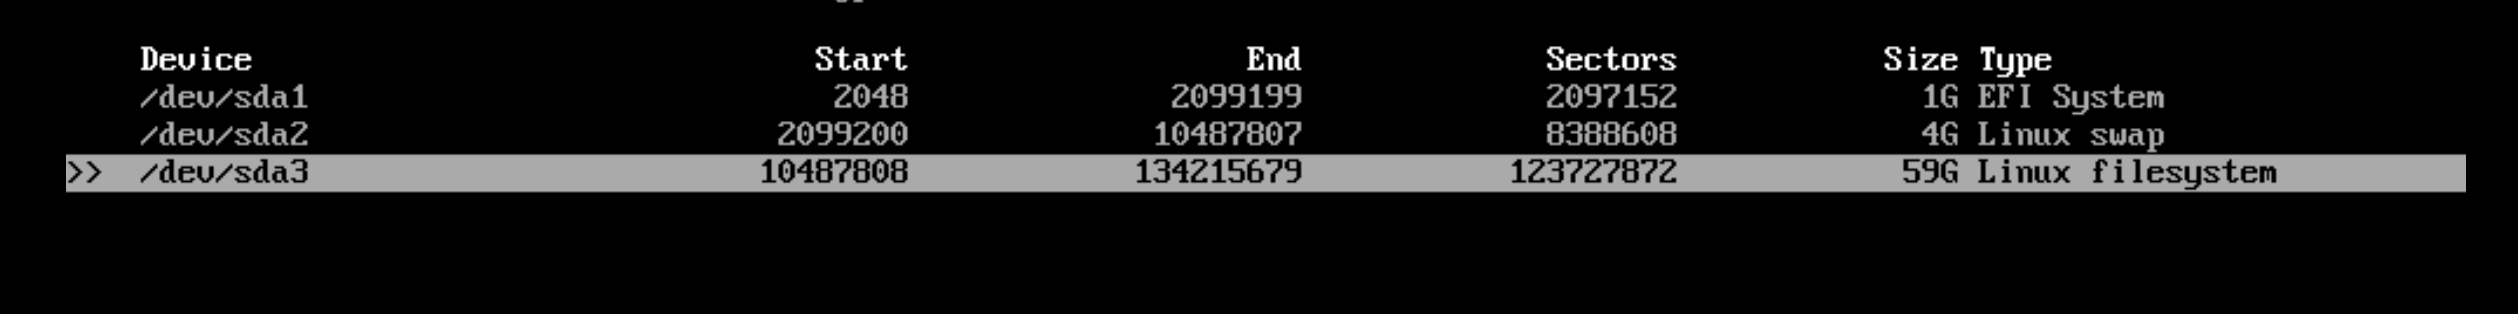 Device Start End Sectors Size Type
/dev/sda1 2048 2099199 2097152 1G EFI System
/dev/sda2 2099200 10487807 8388608 4G Linux swap
>> /dev/sda3 10487808 134215679 123727872 59G Linux filesystem